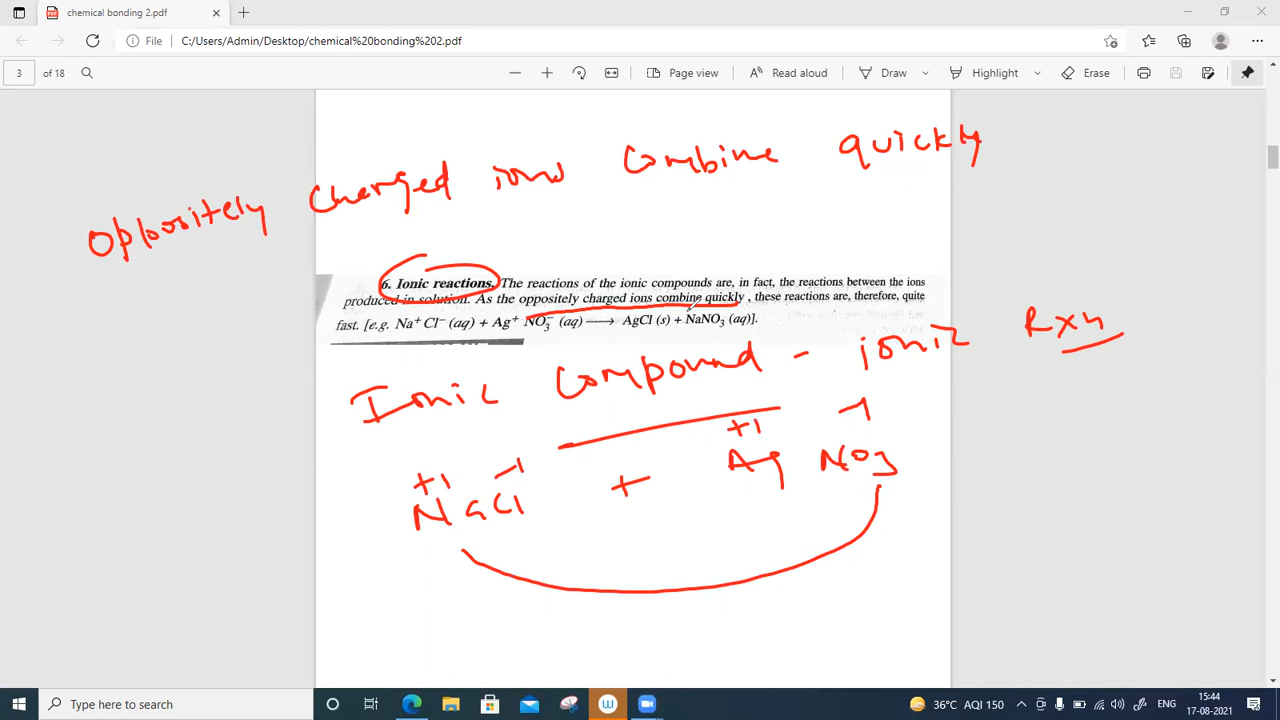 chemical bonding 2.pdf
File C:/Users/Admin/Desktop/chemical%20bonding%202.pdf
3 of 18 Page view Read aloud Draw Highlight Erase
Oppositely charged ions combine quickly
6. Ionic reactions. The reactions of the ionic compounds are, in fact, the reactions between the ions
produced in solution. As the oppositely charged ions combine quickly, these reactions are, therefore, quite
fast. [e.g. Na⁺ Cl⁻ (aq) + Ag⁺ NO₃⁻ (aq) ⟶ AgCl (s) + NaNO₃ (aq)].
Ionic Compound - ionic Rxn
+1 -1 +1 -1
NaCl + Ag NO3
Type here to search
36°C AQI 150 15:44
17-08-2021